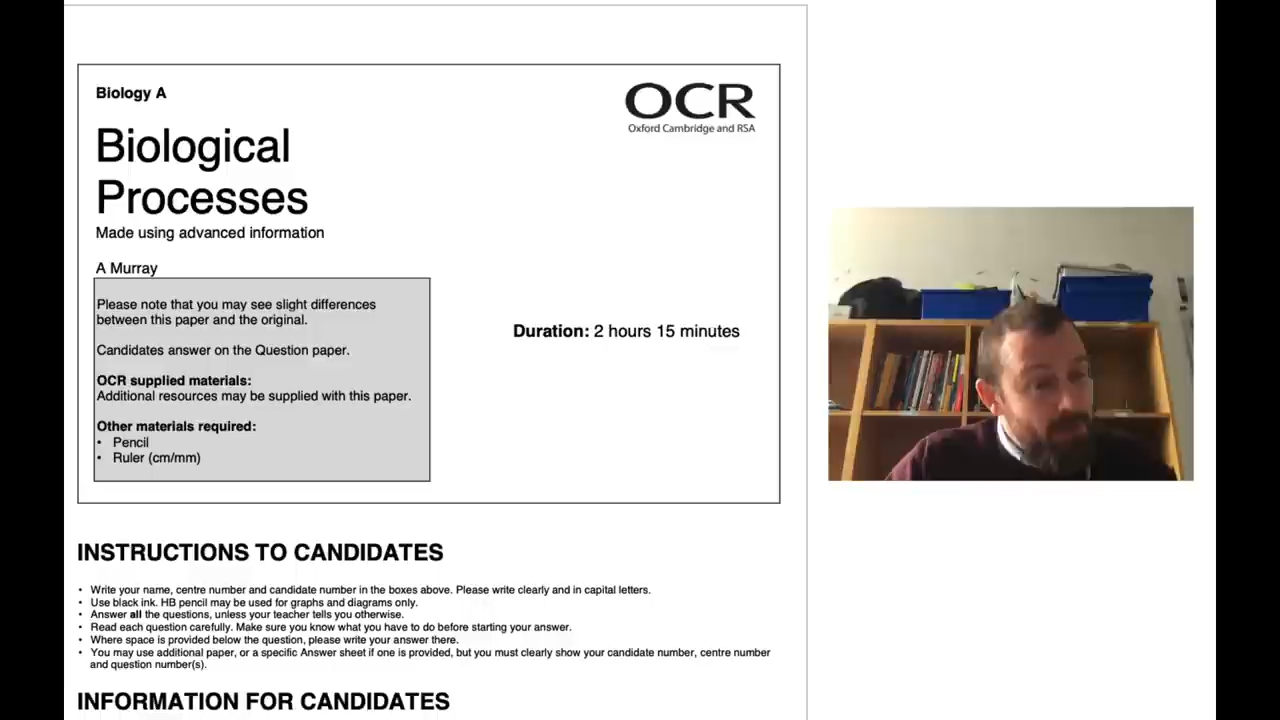 Biology A
OCR
Oxford Cambridge and RSA
Biological
Processes
Made using advanced information
A Murray
Please note that you may see slight differences
between this paper and the original.
Candidates answer on the Question paper.
OCR supplied materials:
Additional resources may be supplied with this paper.
Other materials required:
• Pencil
• Ruler (cm/mm)
Duration: 2 hours 15 minutes
INSTRUCTIONS TO CANDIDATES
• Write your name, centre number and candidate number in the boxes above. Please write clearly and in capital letters.
• Use black ink. HB pencil may be used for graphs and diagrams only.
• Answer all the questions, unless your teacher tells you otherwise.
• Read each question carefully. Make sure you know what you have to do before starting your answer.
• Where space is provided below the question, please write your answer there.
• You may use additional paper, or a specific Answer sheet if one is provided, but you must clearly show your candidate number, centre number
and question number(s).
INFORMATION FOR CANDIDATES